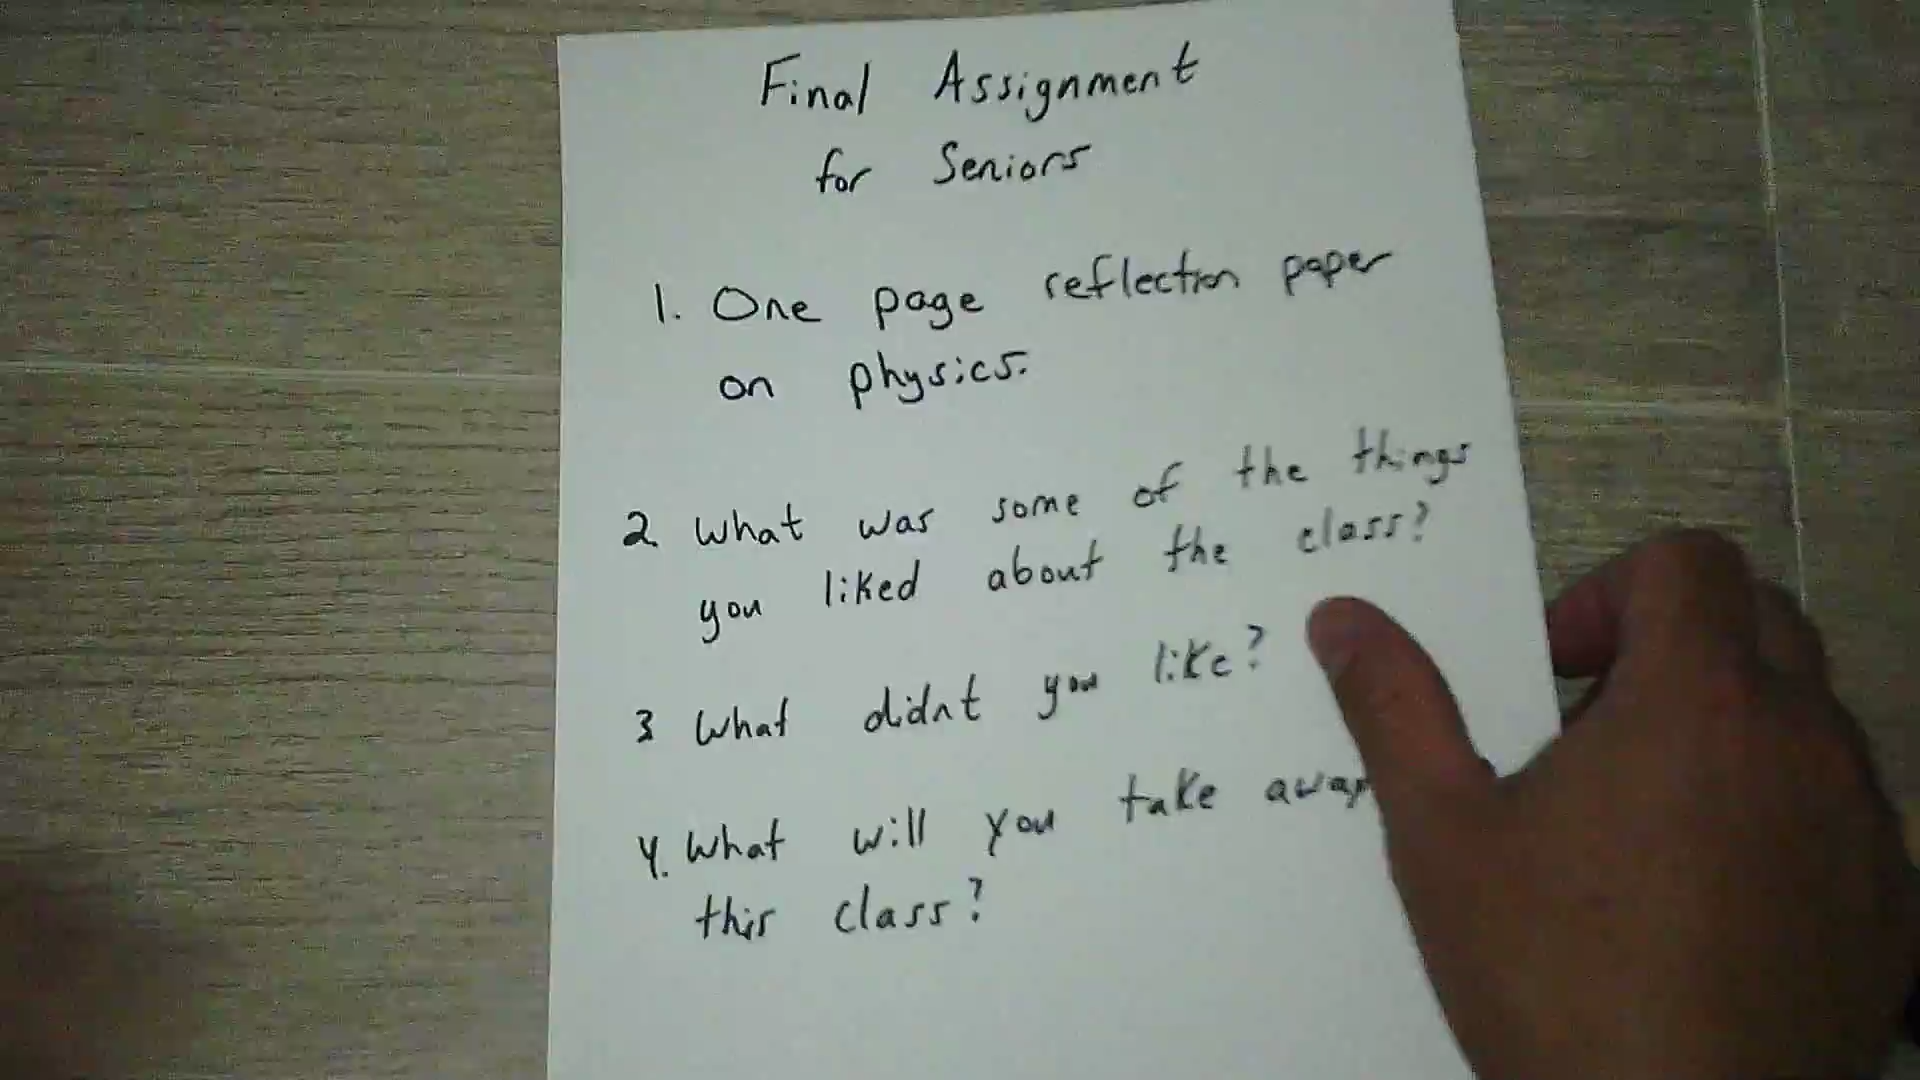 Final Assignment
for Seniors
1. One page reflection paper
on physics.
2. What was some of the things
you liked about the class?
3 What didnt you like?
4. What will you take away
this class?